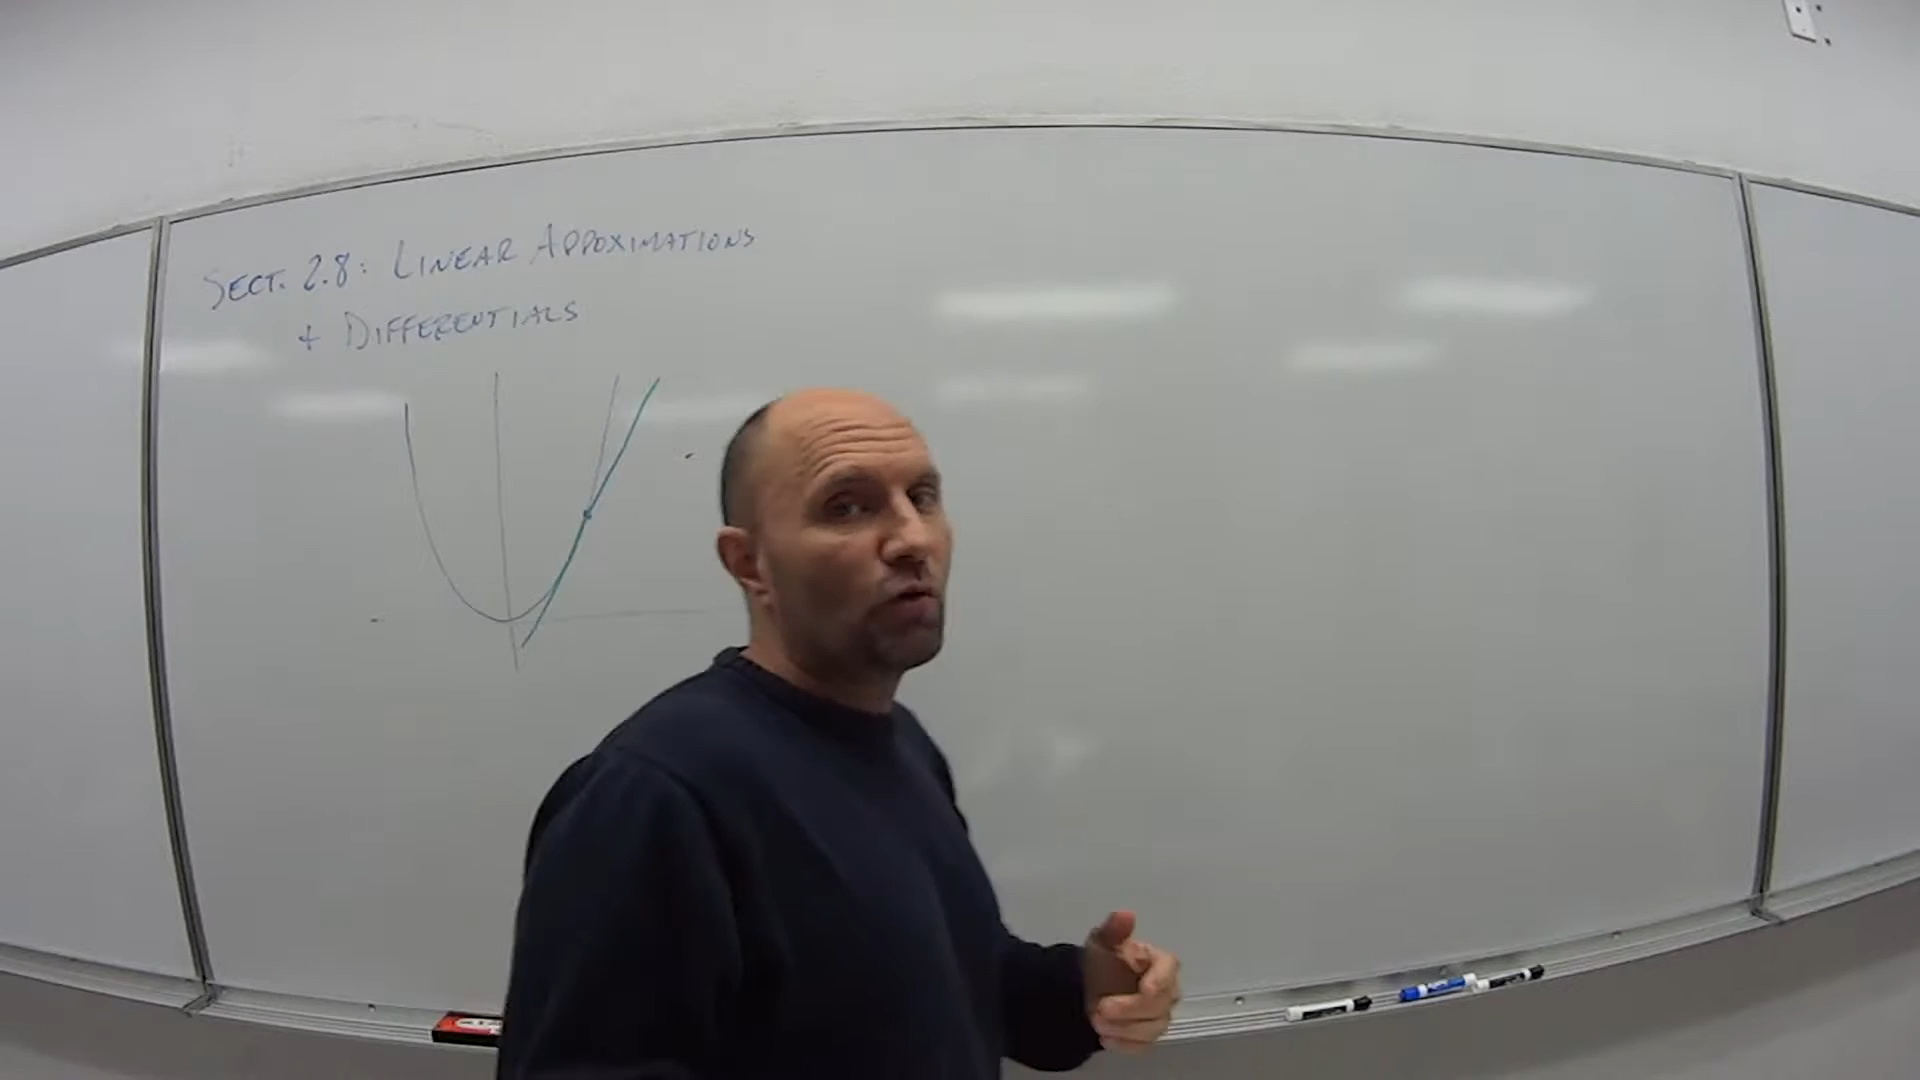 SECT. 2.8: LINEAR APPOXIMATIONS
+ DIFFERENTIALS